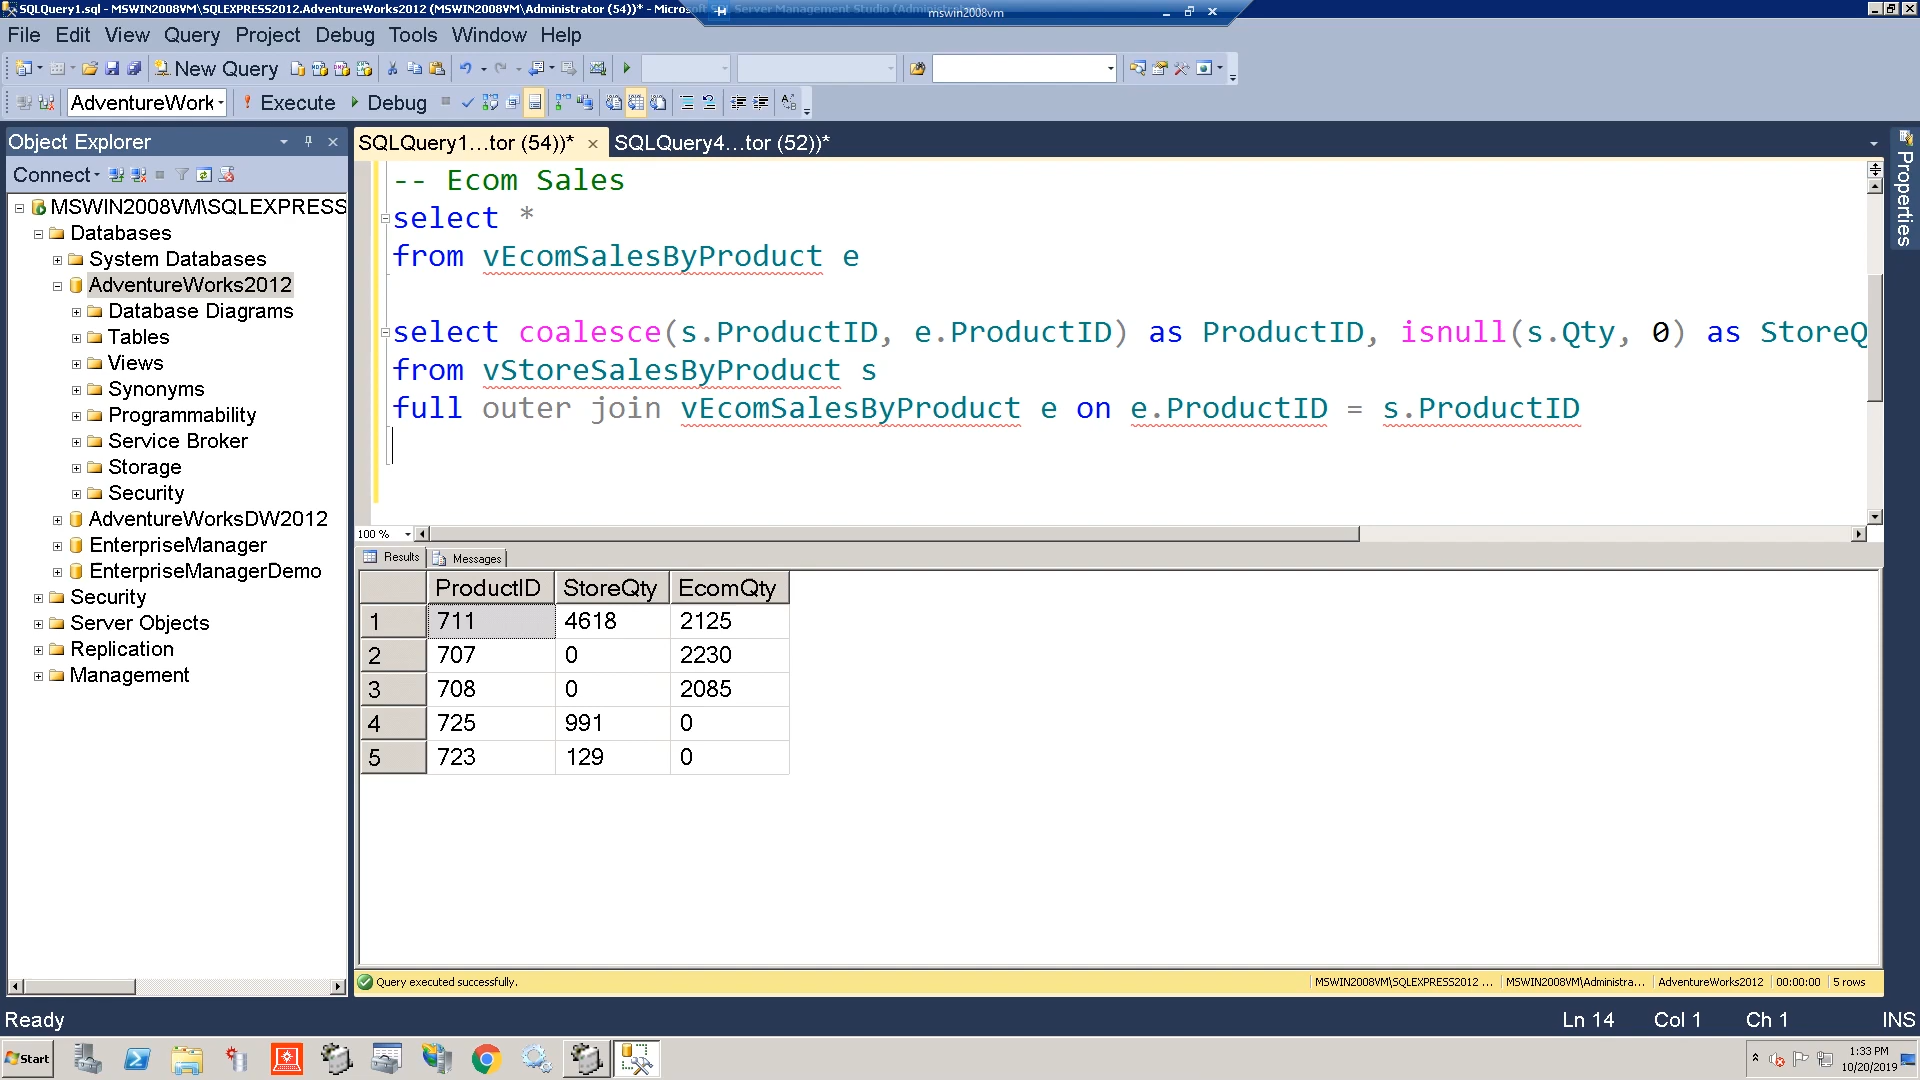 SQLQuery1.sql - MSWIN2008VM\SQLEXPRESS2012.AdventureWorks2012 (MSWIN2008VM\Administrator (54))* - Microsoft SQL Server Management Studio (Administrator)
mswin2008vm
File Edit View Query Project Debug Tools Window Help
New Query
AdventureWork Execute Debug
Object Explorer
SQLQuery1...tor (54))* SQLQuery4...tor (52))*
Properties
Connect
MSWIN2008VM\SQLEXPRESS
Databases
System Databases
AdventureWorks2012
Database Diagrams
Tables
Views
Synonyms
Programmability
Service Broker
Storage
Security
AdventureWorksDW2012
EnterpriseManager
EnterpriseManagerDemo
Security
Server Objects
Replication
Management
-- Ecom Sales
select *
from vEcomSalesByProduct e
select coalesce(s.ProductID, e.ProductID) as ProductID, isnull(s.Qty, 0) as StoreQ
from vStoreSalesByProduct s
full outer join vEcomSalesByProduct e on e.ProductID = s.ProductID
100 %
Results Messages
ProductID StoreQty EcomQty
1 711 4618 2125
2 707 0 2230
3 708 0 2085
4 725 991 0
5 723 129 0
Query executed successfully. MSWIN2008VM\SQLEXPRESS2012 ... MSWIN2008VM\Administra... AdventureWorks2012 00:00:00 5 rows
Ready Ln 14 Col 1 Ch 1 INS
Start
1:33 PM
10/20/2019